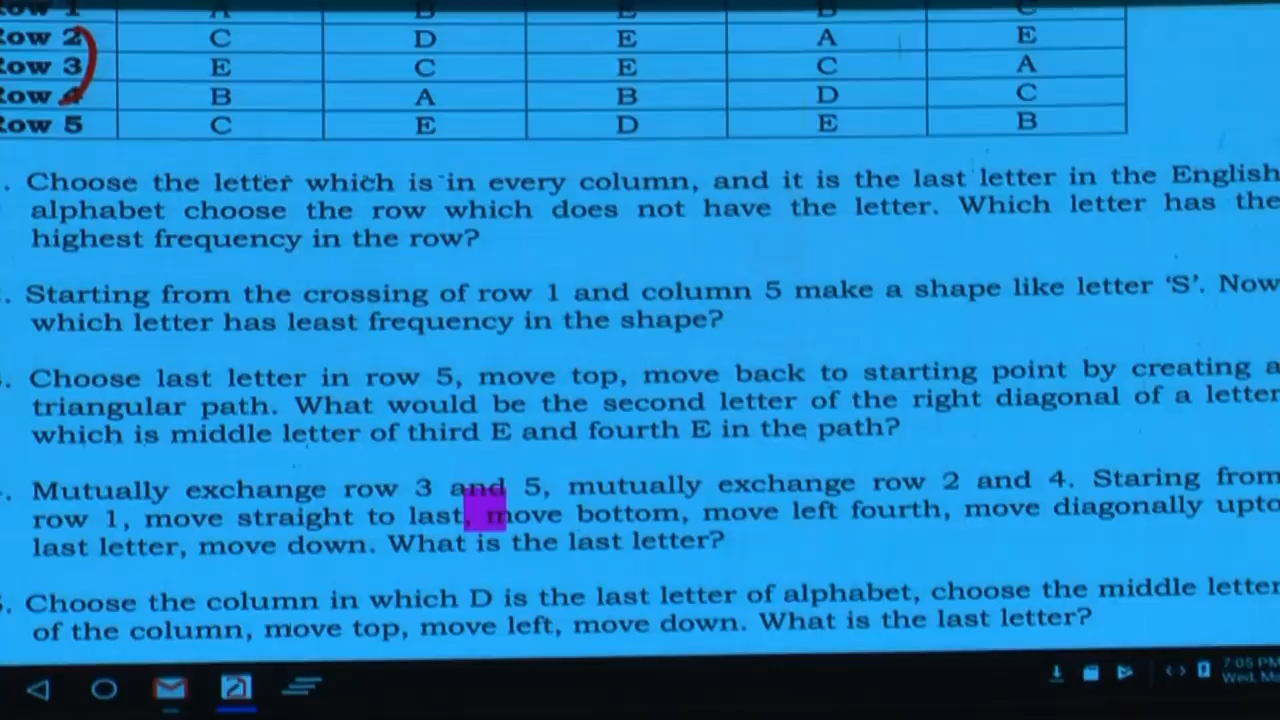 Row 1 A B E B C
Row 2 C D E A E
Row 3 E C E C A
Row 4 B A B D C
Row 5 C E D E B
. Choose the letter which is in every column, and it is the last letter in the English
alphabet choose the row which does not have the letter. Which letter has the
highest frequency in the row?
. Starting from the crossing of row 1 and column 5 make a shape like letter ‘S’. Now
which letter has least frequency in the shape?
. Choose last letter in row 5, move top, move back to starting point by creating a
triangular path. What would be the second letter of the right diagonal of a letter
which is middle letter of third E and fourth E in the path?
. Mutually exchange row 3 and 5, mutually exchange row 2 and 4. Staring from
row 1, move straight to last, move bottom, move left fourth, move diagonally upto
last letter, move down. What is the last letter?
. Choose the column in which D is the last letter of alphabet, choose the middle letter
of the column, move top, move left, move down. What is the last letter?
7:05 PM
Wed,